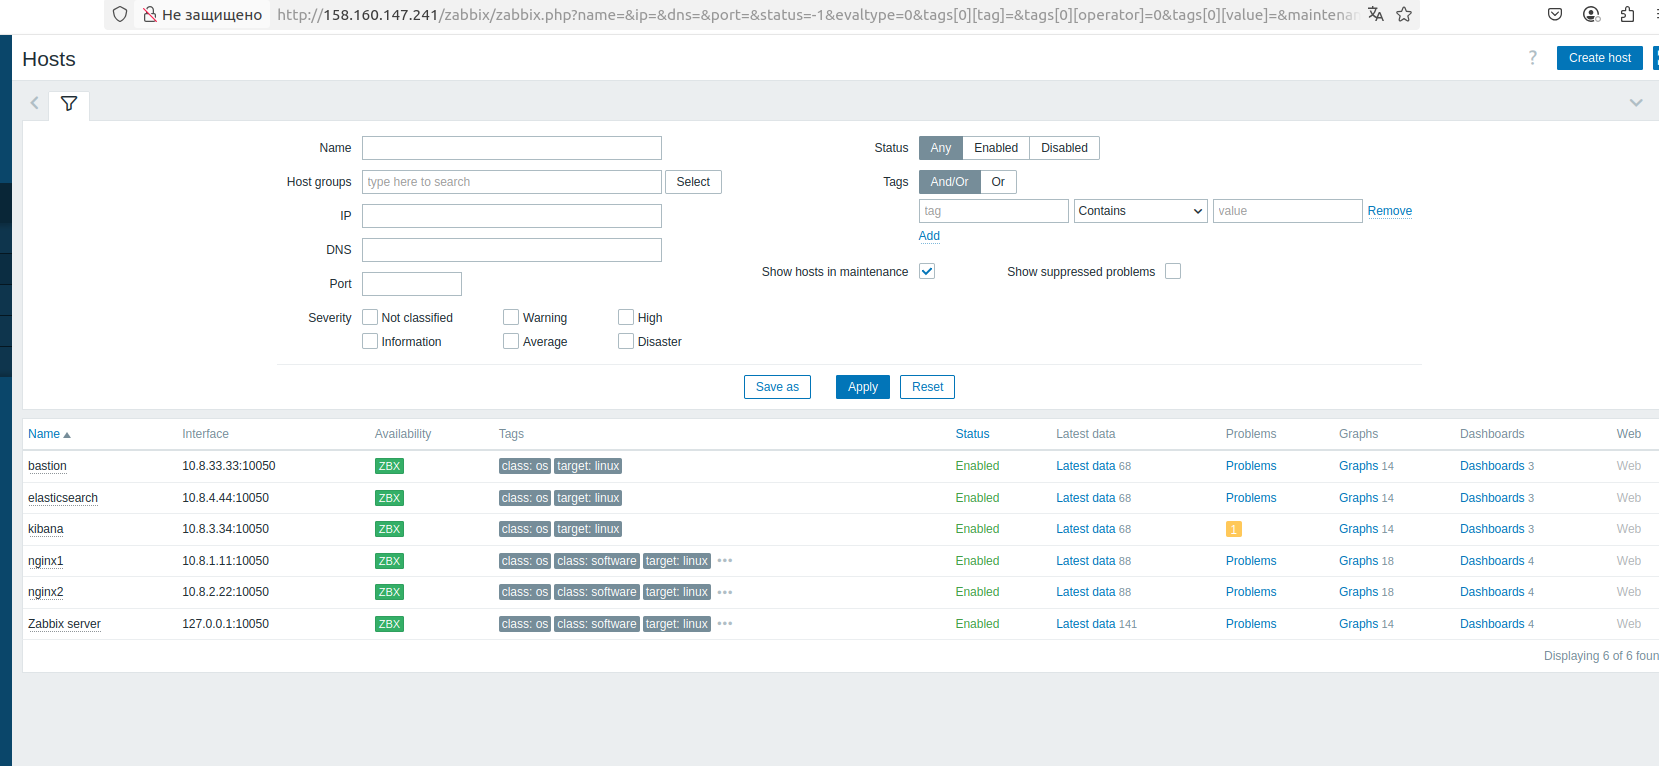 Не защищено http://158.160.147.241/zabbix/zabbix.php?name=&ip=&dns=&port=&status=-1&evaltype=0&tags[0][tag]=&tags[0][operator]=0&tags[0][value]=&maintenan
Hosts ? Create host
Name Status Any Enabled Disabled
Host groups type here to search Select Tags And/Or Or
IP tag Contains value Remove
DNS Add
Port Show hosts in maintenance Show suppressed problems
Severity Not classified Warning High
Information Average Disaster
Save as Apply Reset
Name Interface Availability Tags Status Latest data Problems Graphs Dashboards Web
bastion 10.8.33.33:10050 ZBX class: os target: linux Enabled Latest data 68 Problems Graphs 14 Dashboards 3 Web
elasticsearch 10.8.4.44:10050 ZBX class: os target: linux Enabled Latest data 68 Problems Graphs 14 Dashboards 3 Web
kibana 10.8.3.34:10050 ZBX class: os target: linux Enabled Latest data 68 1 Graphs 14 Dashboards 3 Web
nginx1 10.8.1.11:10050 ZBX class: os class: software target: linux ••• Enabled Latest data 88 Problems Graphs 18 Dashboards 4 Web
nginx2 10.8.2.22:10050 ZBX class: os class: software target: linux ••• Enabled Latest data 88 Problems Graphs 18 Dashboards 4 Web
Zabbix server 127.0.0.1:10050 ZBX class: os class: software target: linux ••• Enabled Latest data 141 Problems Graphs 14 Dashboards 4 Web
Displaying 6 of 6 foun